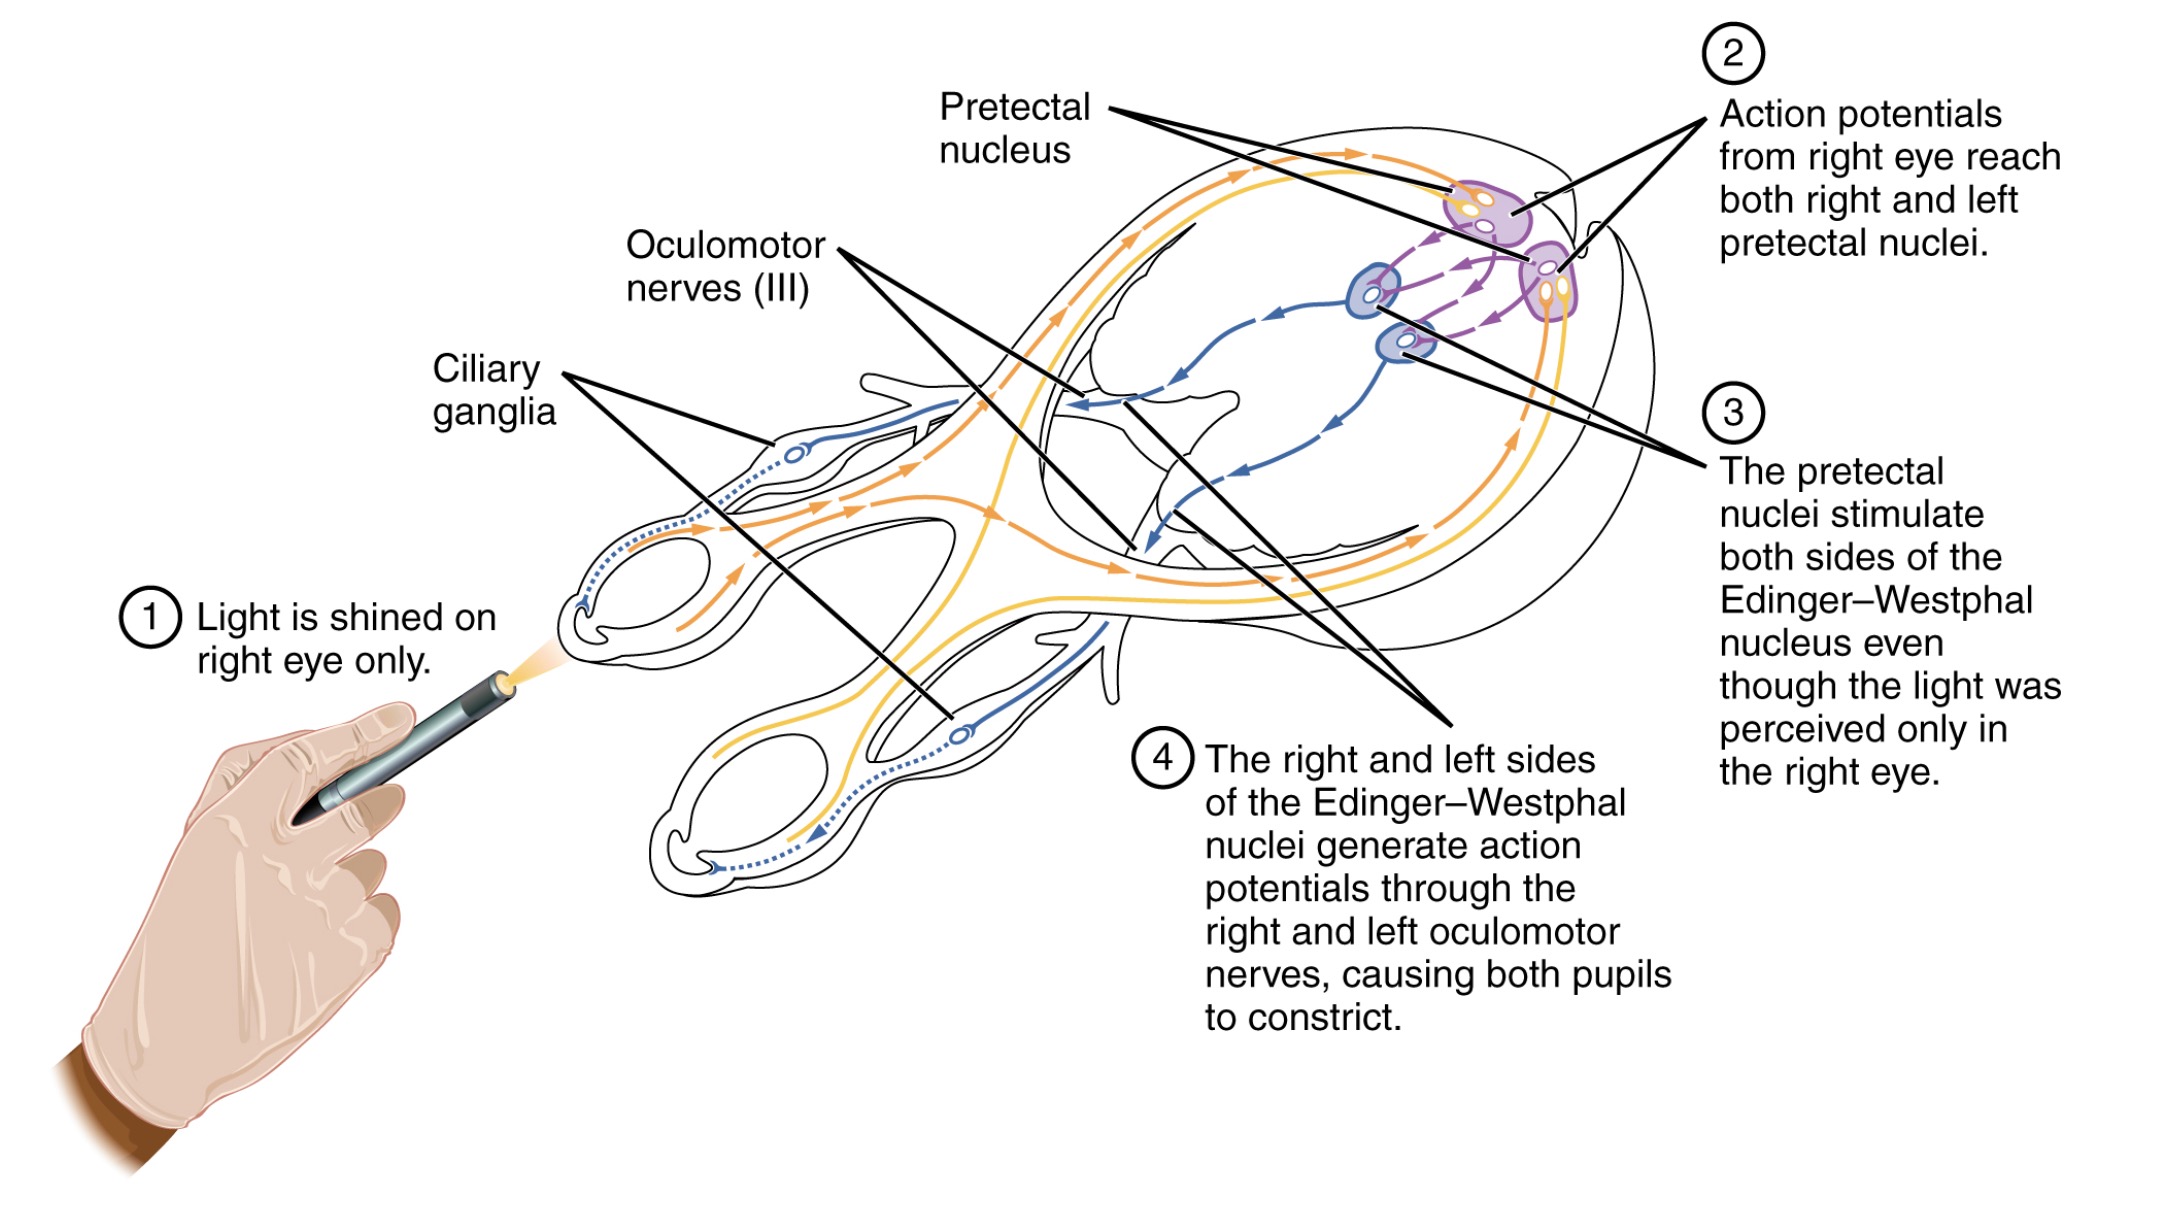 Pretectal
nucleus
Oculomotor
nerves (III)
Ciliary
ganglia
1
Light is shined on
right eye only.
2
Action potentials
from right eye reach
both right and left
pretectal nuclei.
3
The pretectal
nuclei stimulate
both sides of the
Edinger–Westphal
nucleus even
though the light was
perceived only in
the right eye.
4
The right and left sides
of the Edinger–Westphal
nuclei generate action
potentials through the
right and left oculomotor
nerves, causing both pupils
to constrict.